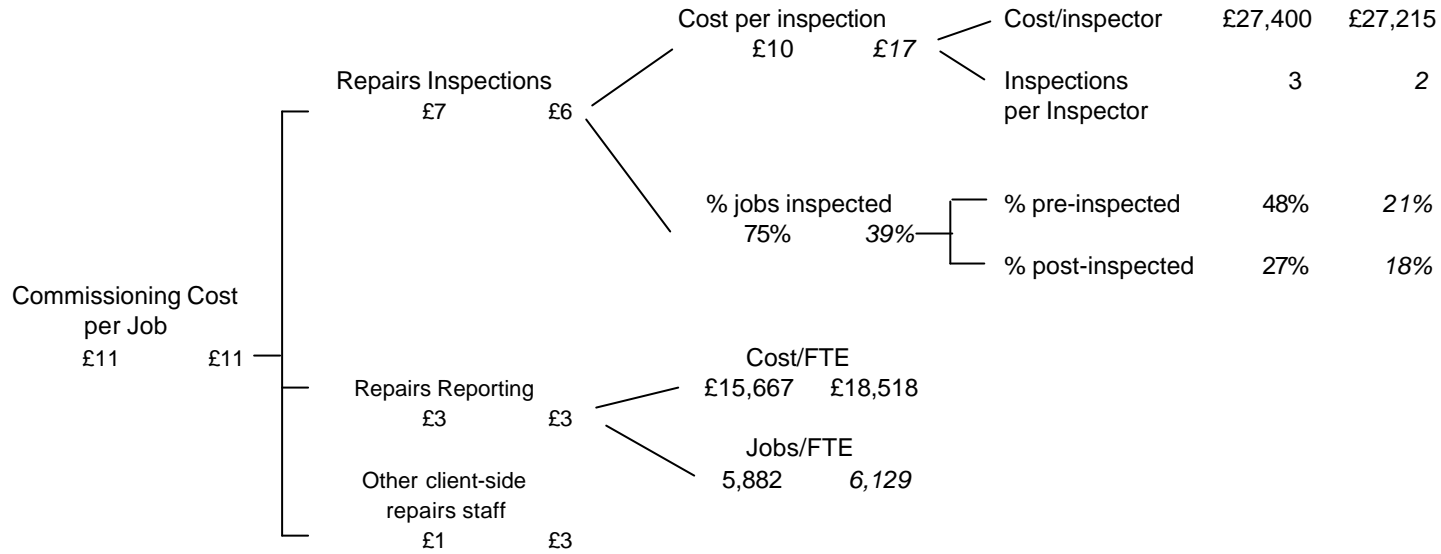 Cost per inspection
£10 £17
Cost/inspector £27,400 £27,215
Inspections
per Inspector
3 2
Repairs Inspections
£7 £6
% jobs inspected
75% 39%
% pre-inspected 48% 21%
% post-inspected 27% 18%
Commissioning Cost
per Job
£11 £11
Cost/FTE
£15,667 £18,518
Repairs Reporting
£3 £3
Jobs/FTE
5,882 6,129
Other client-side
repairs staff
£1 £3